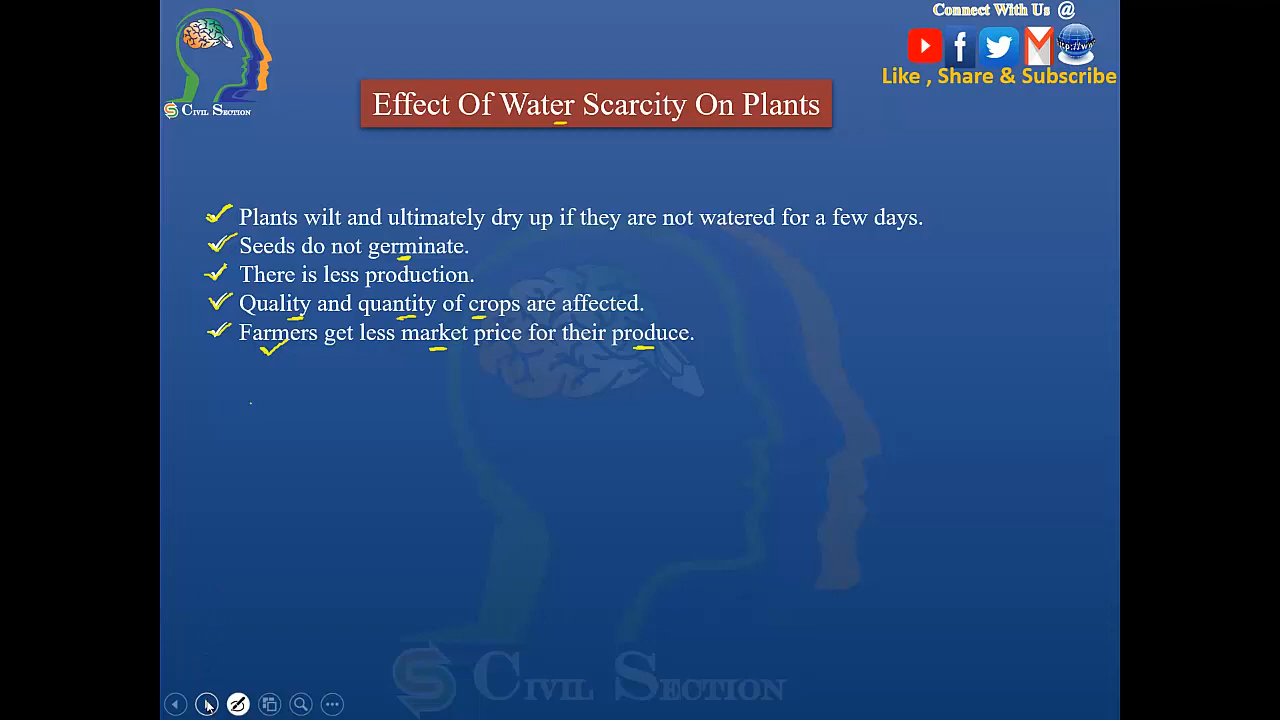 Connect With Us @
http://www
Like , Share & Subscribe
CIVIL SECTION
Effect Of Water Scarcity On Plants
Plants wilt and ultimately dry up if they are not watered for a few days.
Seeds do not germinate.
There is less production.
Quality and quantity of crops are affected.
Farmers get less market price for their produce.
CIVIL SECTION